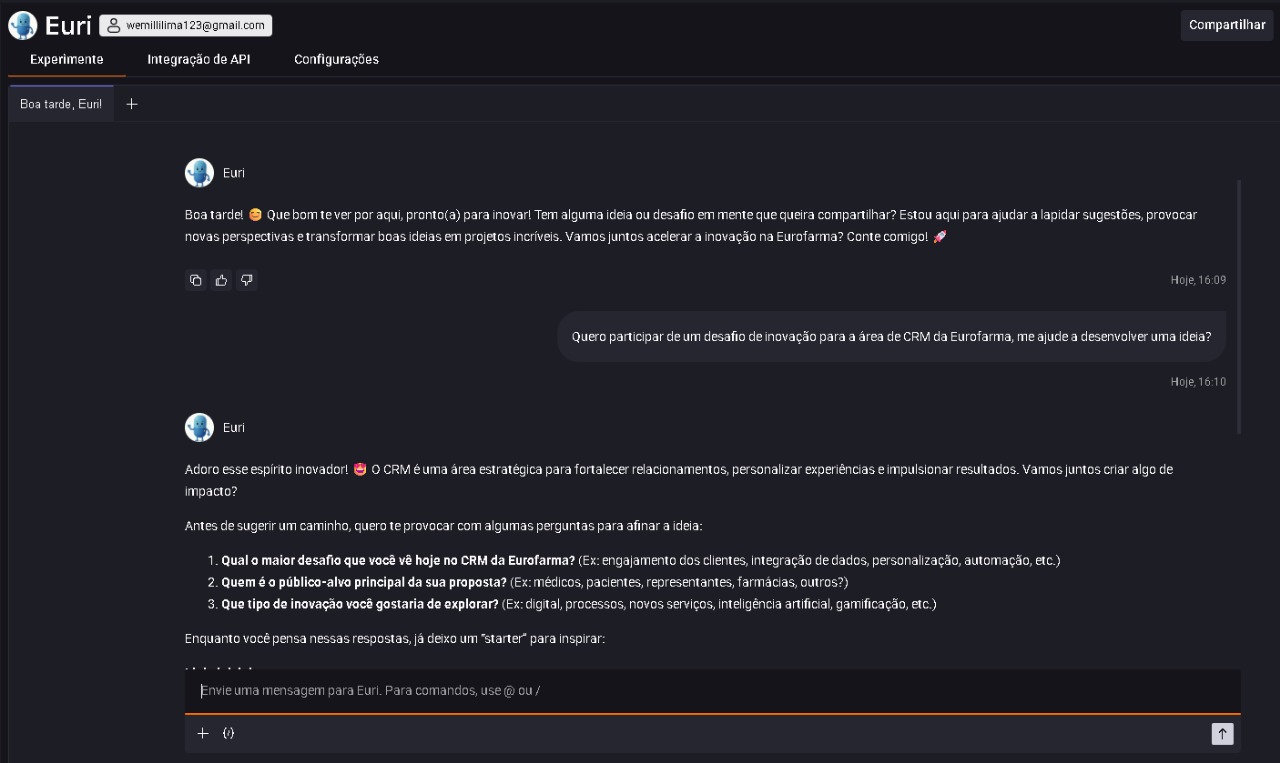 Euri wemillilima123@gmail.com Compartilhar
Experimente Integração de API Configurações
Boa tarde, Euri! +
Euri
Boa tarde! 😊 Que bom te ver por aqui, pronto(a) para inovar! Tem alguma ideia ou desafio em mente que queira compartilhar? Estou aqui para ajudar a lapidar sugestões, provocar
novas perspectivas e transformar boas ideias em projetos incríveis. Vamos juntos acelerar a inovação na Eurofarma? Conte comigo! 🚀
Hoje, 16:09
Quero participar de um desafio de inovação para a área de CRM da Eurofarma, me ajude a desenvolver uma ideia?
Hoje, 16:10
Euri
Adoro esse espírito inovador! 🤩 O CRM é uma área estratégica para fortalecer relacionamentos, personalizar experiências e impulsionar resultados. Vamos juntos criar algo de
impacto?
Antes de sugerir um caminho, quero te provocar com algumas perguntas para afinar a ideia:
1. Qual o maior desafio que você vê hoje no CRM da Eurofarma? (Ex: engajamento dos clientes, integração de dados, personalização, automação, etc.)
2. Quem é o público-alvo principal da sua proposta? (Ex: médicos, pacientes, representantes, farmácias, outros?)
3. Que tipo de inovação você gostaria de explorar? (Ex: digital, processos, novos serviços, inteligência artificial, gamificação, etc.)
Enquanto você pensa nessas respostas, já deixo um "starter" para inspirar:
Envie uma mensagem para Euri. Para comandos, use @ ou /
+ {/}